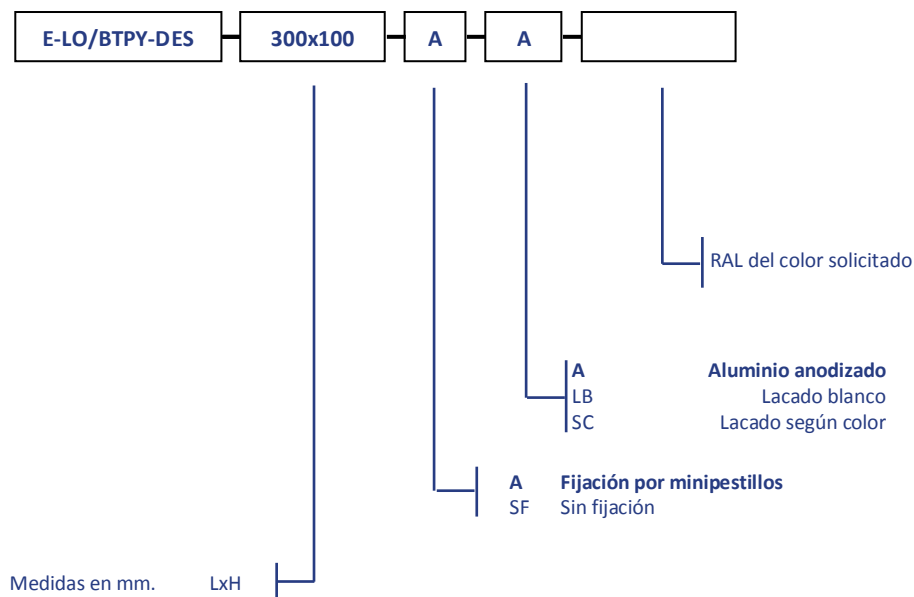 E-LO/BTPY-DES 300x100 A A
RAL del color solicitado
A Aluminio anodizado
LB Lacado blanco
SC Lacado según color
A Fijación por minipestillos
SF Sin fijación
Medidas en mm. LxH